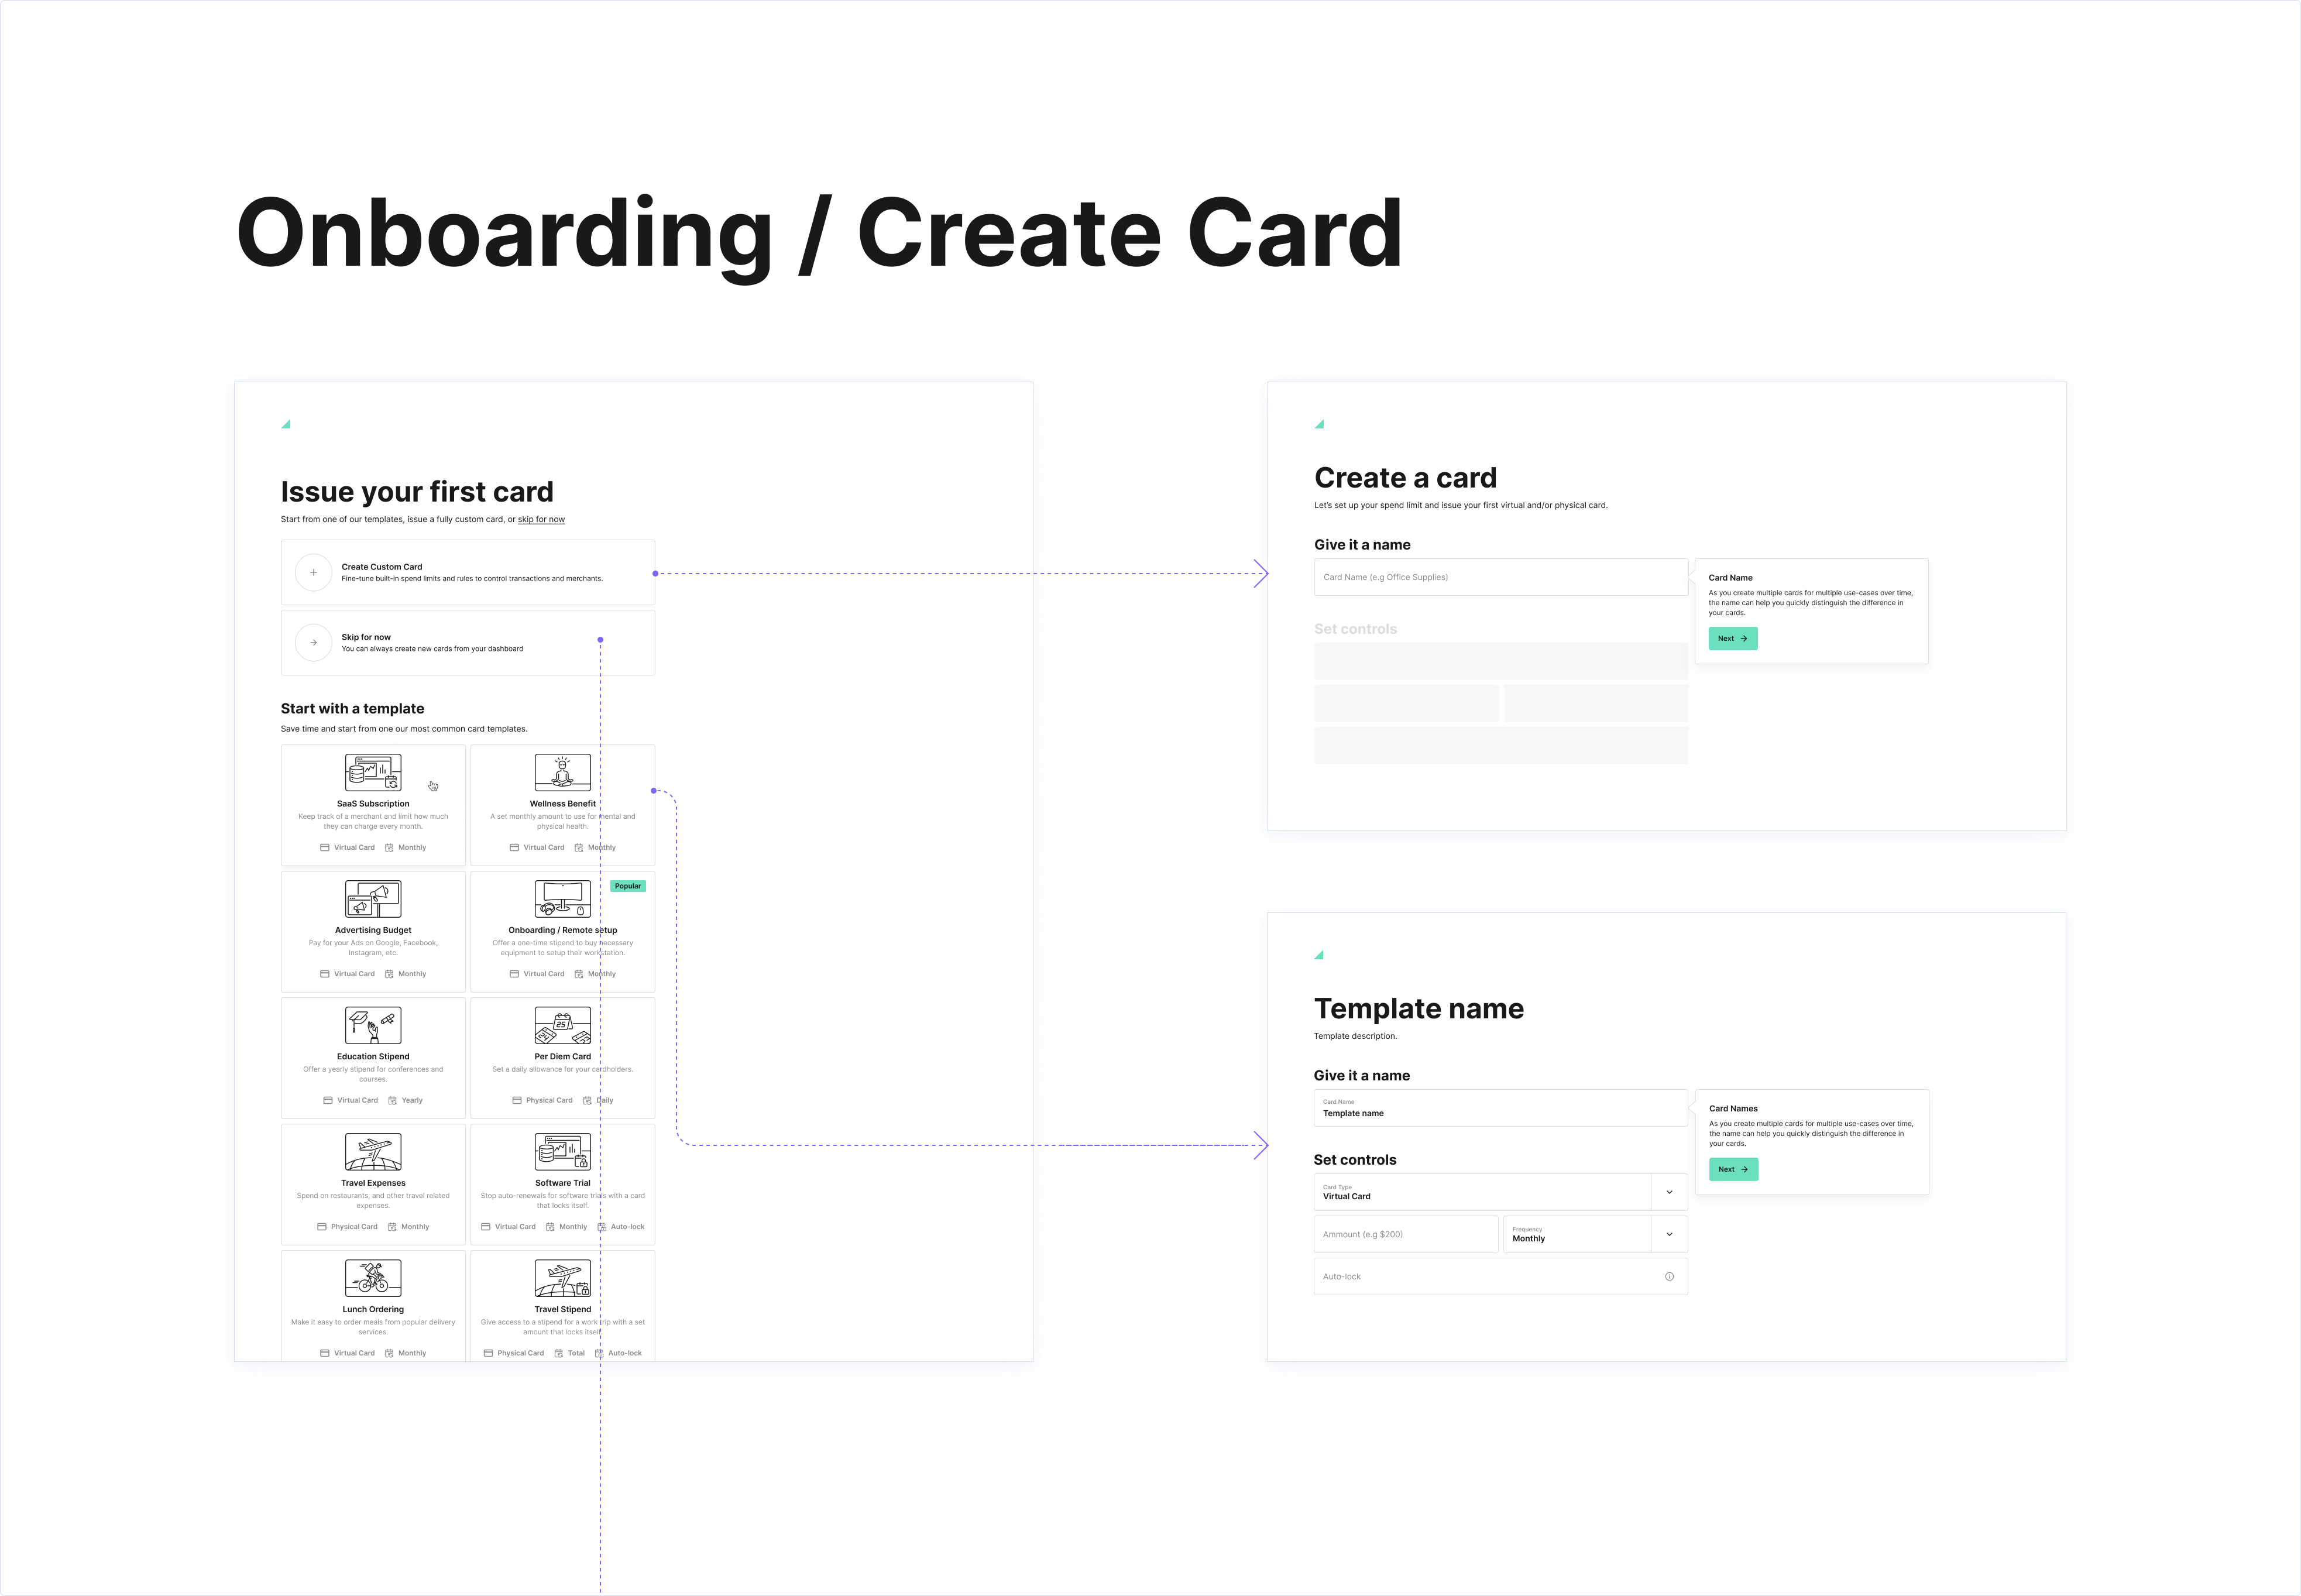 Onboarding / Create Card
Issue your first card
Start from one of our templates, issue a fully custom card, or skip for now
Create Custom Card
Fine-tune built-in spend limits and rules to control transactions and merchants.
Skip for now
You can always create new cards from your dashboard
Start with a template
Save time and start from one our most common card templates.
SaaS Subscription
Keep track of a merchant and limit how much
they can charge every month.
Virtual Card Monthly
Wellness Benefit
A set monthly amount to use for mental and
physical health.
Virtual Card Monthly
Advertising Budget
Pay for your Ads on Google, Facebook,
Instagram, etc.
Virtual Card Monthly
Popular
Onboarding / Remote setup
Offer a one-time stipend to buy necessary
equipment to setup their workstation.
Virtual Card Monthly
Education Stipend
Offer a yearly stipend for conferences and
courses.
Virtual Card Yearly
25
Per Diem Card
Set a daily allowance for your cardholders.
Physical Card Daily
Travel Expenses
Spend on restaurants, and other travel related
expenses.
Physical Card Monthly
Software Trial
Stop auto-renewals for software trials with a card
that locks itself.
Virtual Card Monthly Auto-lock
Lunch Ordering
Make it easy to order meals from popular delivery
services.
Virtual Card Monthly
Travel Stipend
Give access to a stipend for a work trip with a set
amount that locks itself.
Physical Card Total Auto-lock
Create a card
Let's set up your spend limit and issue your first virtual and/or physical card.
Give it a name
Card Name (e.g Office Supplies)
Card Name
As you create multiple cards for multiple use-cases over time,
the name can help you quickly distinguish the difference in
your cards.
Next
Set controls
Template name
Template description.
Give it a name
Card Name
Template name
Card Names
As you create multiple cards for multiple use-cases over time,
the name can help you quickly distinguish the difference in
your cards.
Next
Set controls
Card Type
Virtual Card
Ammount (e.g $200)
Frequency
Monthly
Auto-lock